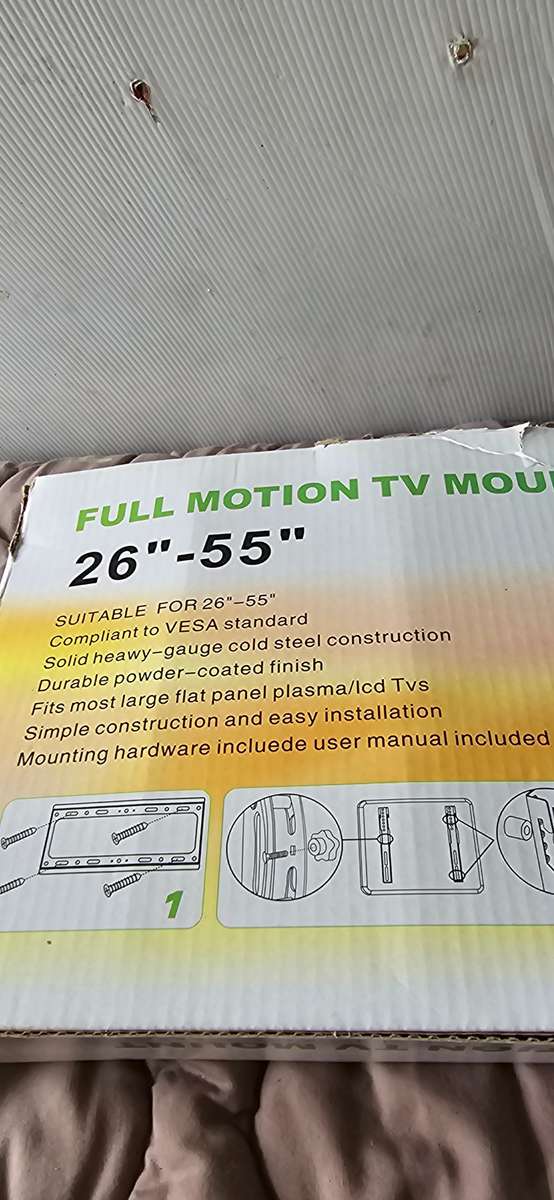 FULL MOTION TV
26"-55"
SUITABLE FOR 26"-55"
Compliant to VESA standard
Solid heawy-gauge cold steel construction
Durable powder-coated finish
Fits most large flat panel plasma/lcd Tvs
Simple construction and easy installation
Mounting hardware incluede user manual included
1